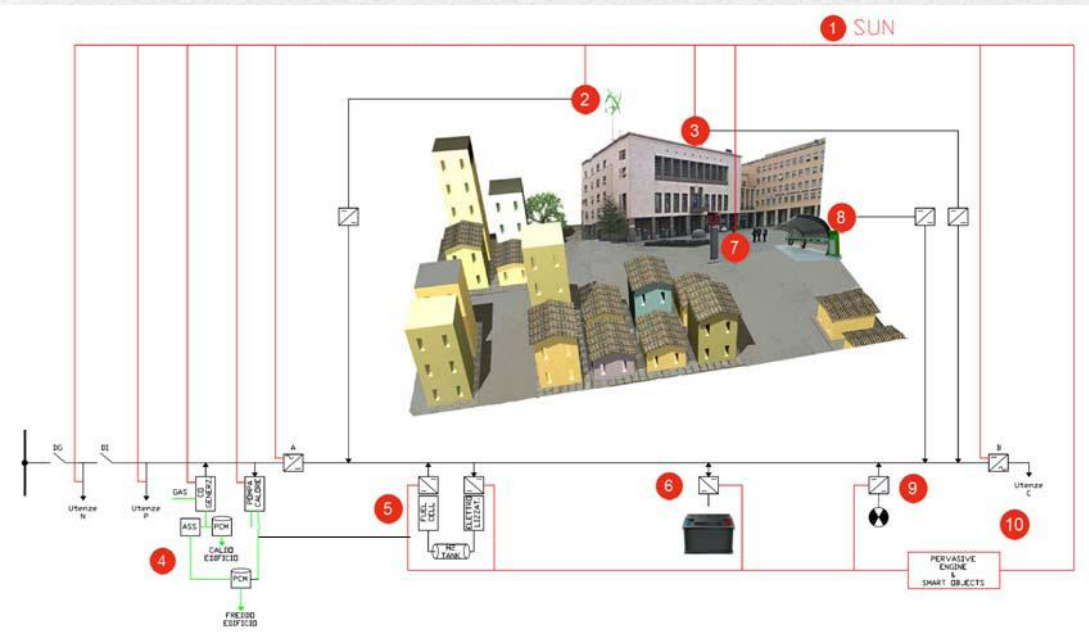 1 SUN
2
3
8
7
DG
DI
A
B
GAS
CO
GENERZ.
POMPA
CALORE
Utenze
N
Utenze
P
5
FUEL
CELL
ELETTRO
LIZZAT.
6
9
Utenze
C
ASS
PCM
H2
TANK
10
4
CALDO
EDIFICIO
PERVASIVE
ENGINE
&
SMART OBJECTS
PCM
FREDDO
EDIFICIO